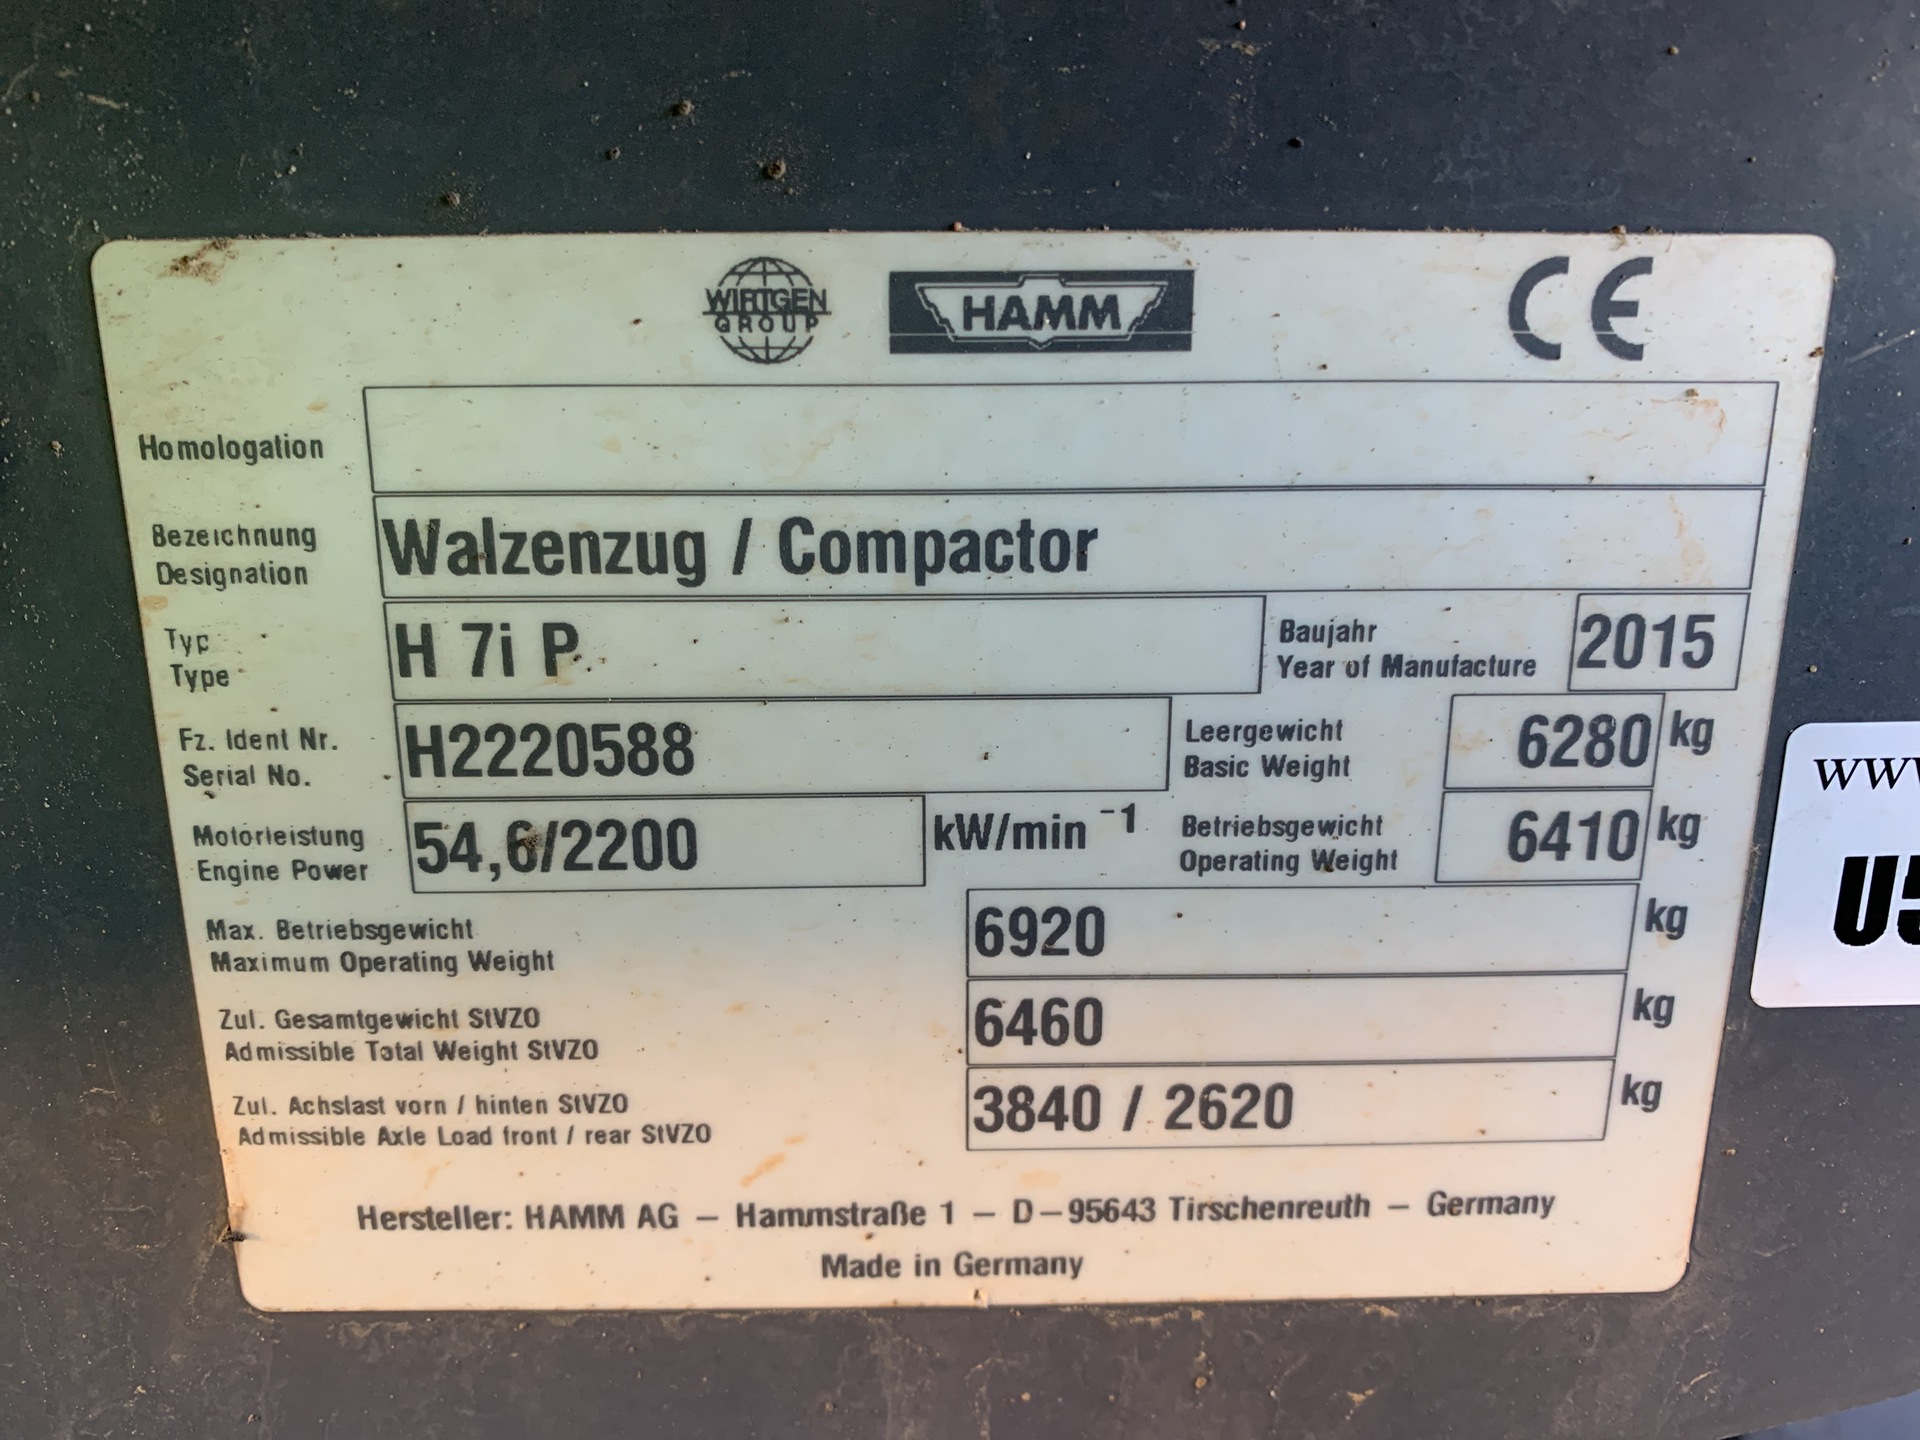 WIRTGEN
GROUP
HAMM
CE
Homologation
Bezeichnung
Designation
Walzenzug / Compactor
Typ
Type
H 7i P
Baujahr
Year of Manufacture
2015
Fz. Ident Nr.
Serial No.
H2220588
Leergewicht
Basic Weight
6280 kg
Motorleistung
Engine Power
54,6/2200 kW/min⁻¹
Betriebsgewicht
Operating Weight
6410 kg
Max. Betriebsgewicht
Maximum Operating Weight
6920 kg
Zul. Gesamtgewicht StVZO
Admissible Total Weight StVZO
6460 kg
Zul. Achslast vorn / hinten StVZO
Admissible Axle Load front / rear StVZO
3840 / 2620 kg
Hersteller: HAMM AG – Hammstraße 1 – D–95643 Tirschenreuth – Germany
Made in Germany